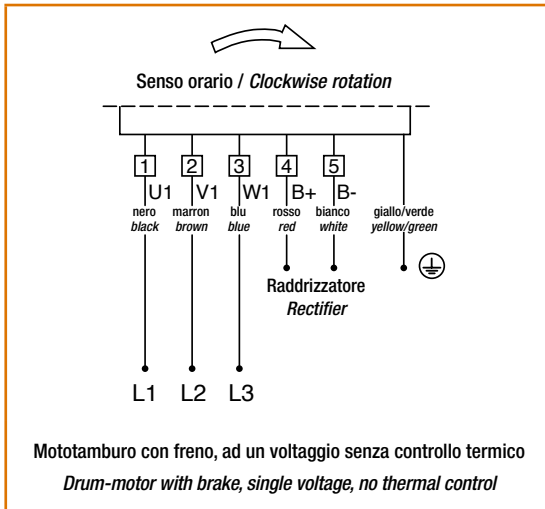 Senso orario / Clockwise rotation
1 2 3 4 5
U1 V1 W1 B+ B-
nero marron blu rosso bianco giallo/verde
black brown blue red white yellow/green
Raddrizzatore
Rectifier
L1 L2 L3
Mototamburo con freno, ad un voltaggio senza controllo termico
Drum-motor with brake, single voltage, no thermal control